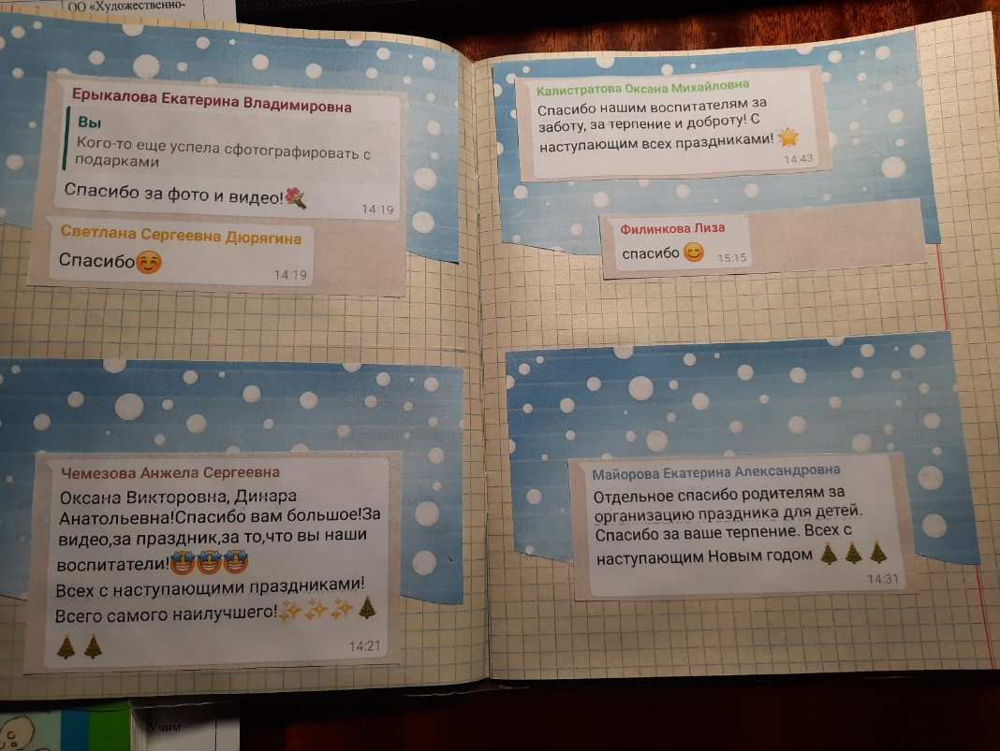 ОО «Художественно-
Ерыкалова Екатерина Владимировна
Вы
Кого-то еще успела сфотографировать с
подарками
Спасибо за фото и видео!🌹
14:19
Светлана Сергеевна Дюрягина
Спасибо☺️
14:19
Чемезова Анжела Сергеевна
Оксана Викторовна, Динара
Анатольевна!Спасибо вам большое!За
видео,за праздник,за то,что вы наши
воспитатели!🤩🤩🤩
Всех с наступающими праздниками!
Всего самого наилучшего!✨✨✨🎄
🎄🎄
14:21
Калистратова Оксана Михайловна
Спасибо нашим воспитателям за
заботу, за терпение и доброту! С
наступающим всех праздниками! 🌟
14:43
Филинкова Лиза
спасибо 😊 15:15
Майорова Екатерина Александровна
Отдельное спасибо родителям за
организацию праздника для детей.
Спасибо за ваше терпение. Всех с
наступающим Новым годом 🎄🎄🎄
14:31
Учим